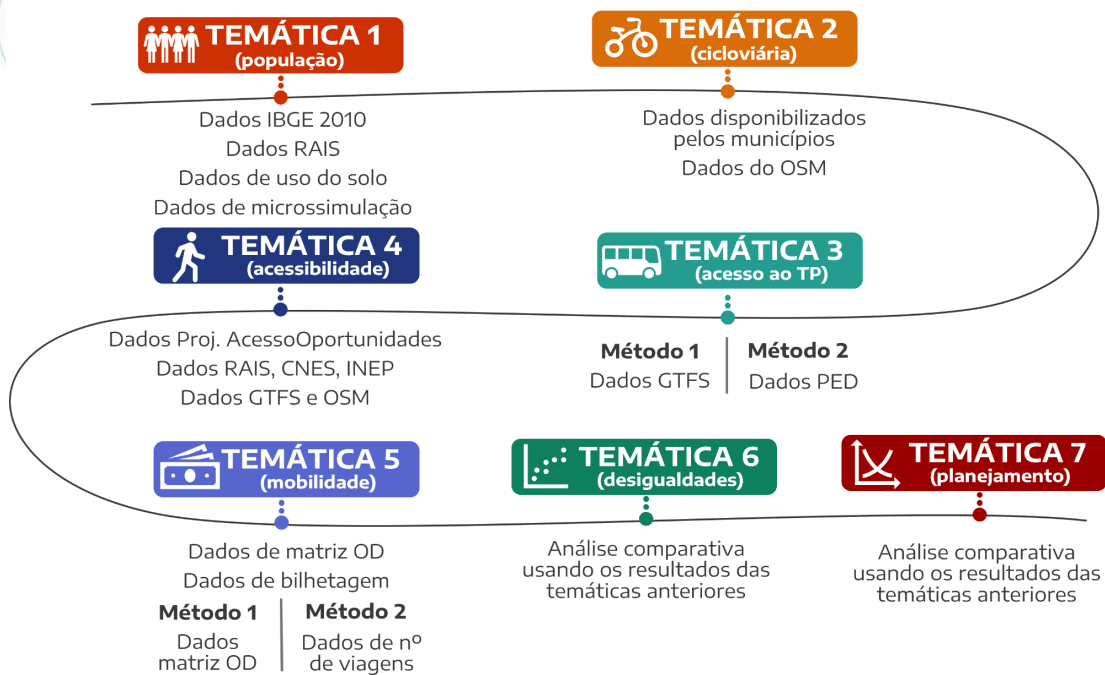 TEMÁTICA 1
(população)
Dados IBGE 2010
Dados RAIS
Dados de uso do solo
Dados de microssimulação
TEMÁTICA 2
(cicloviária)
Dados disponibilizados
pelos municípios
Dados do OSM
TEMÁTICA 3
(acesso ao TP)
Método 1
Dados GTFS
Método 2
Dados PED
TEMÁTICA 4
(acessibilidade)
Dados Proj. AcessoOportunidades
Dados RAIS, CNES, INEP
Dados GTFS e OSM
TEMÁTICA 5
(mobilidade)
Dados de matriz OD
Dados de bilhetagem
Método 1
Dados
matriz OD
Método 2
Dados de nº
de viagens
TEMÁTICA 6
(desigualdades)
Análise comparativa
usando os resultados das
temáticas anteriores
TEMÁTICA 7
(planejamento)
Análise comparativa
usando os resultados das
temáticas anteriores